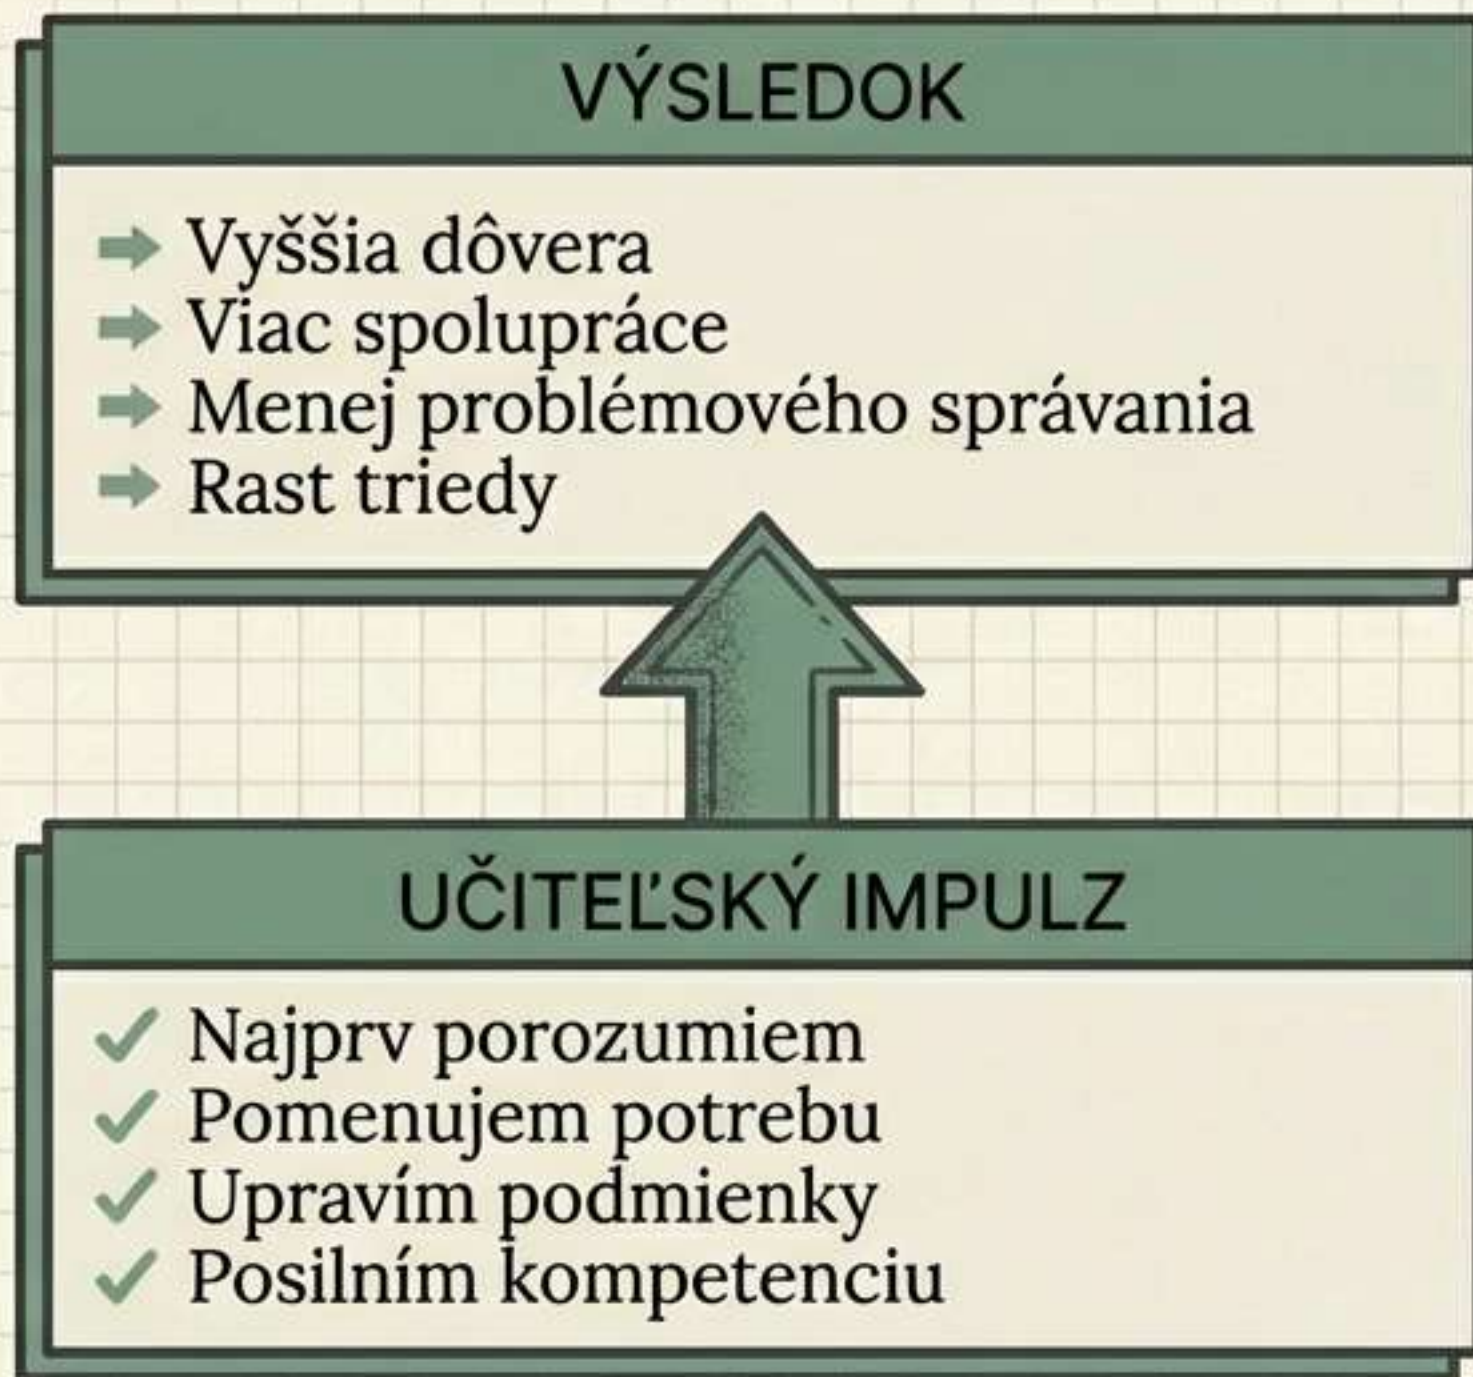 VÝSLEDOK
Vyššia dôvera
Viac spolupráce
Menej problémového správania
Rast triedy
UČITEĽSKÝ IMPULZ
Najprv porozumiem
Pomenujem potrebu
Upravím podmienky
Posilním kompetenciu